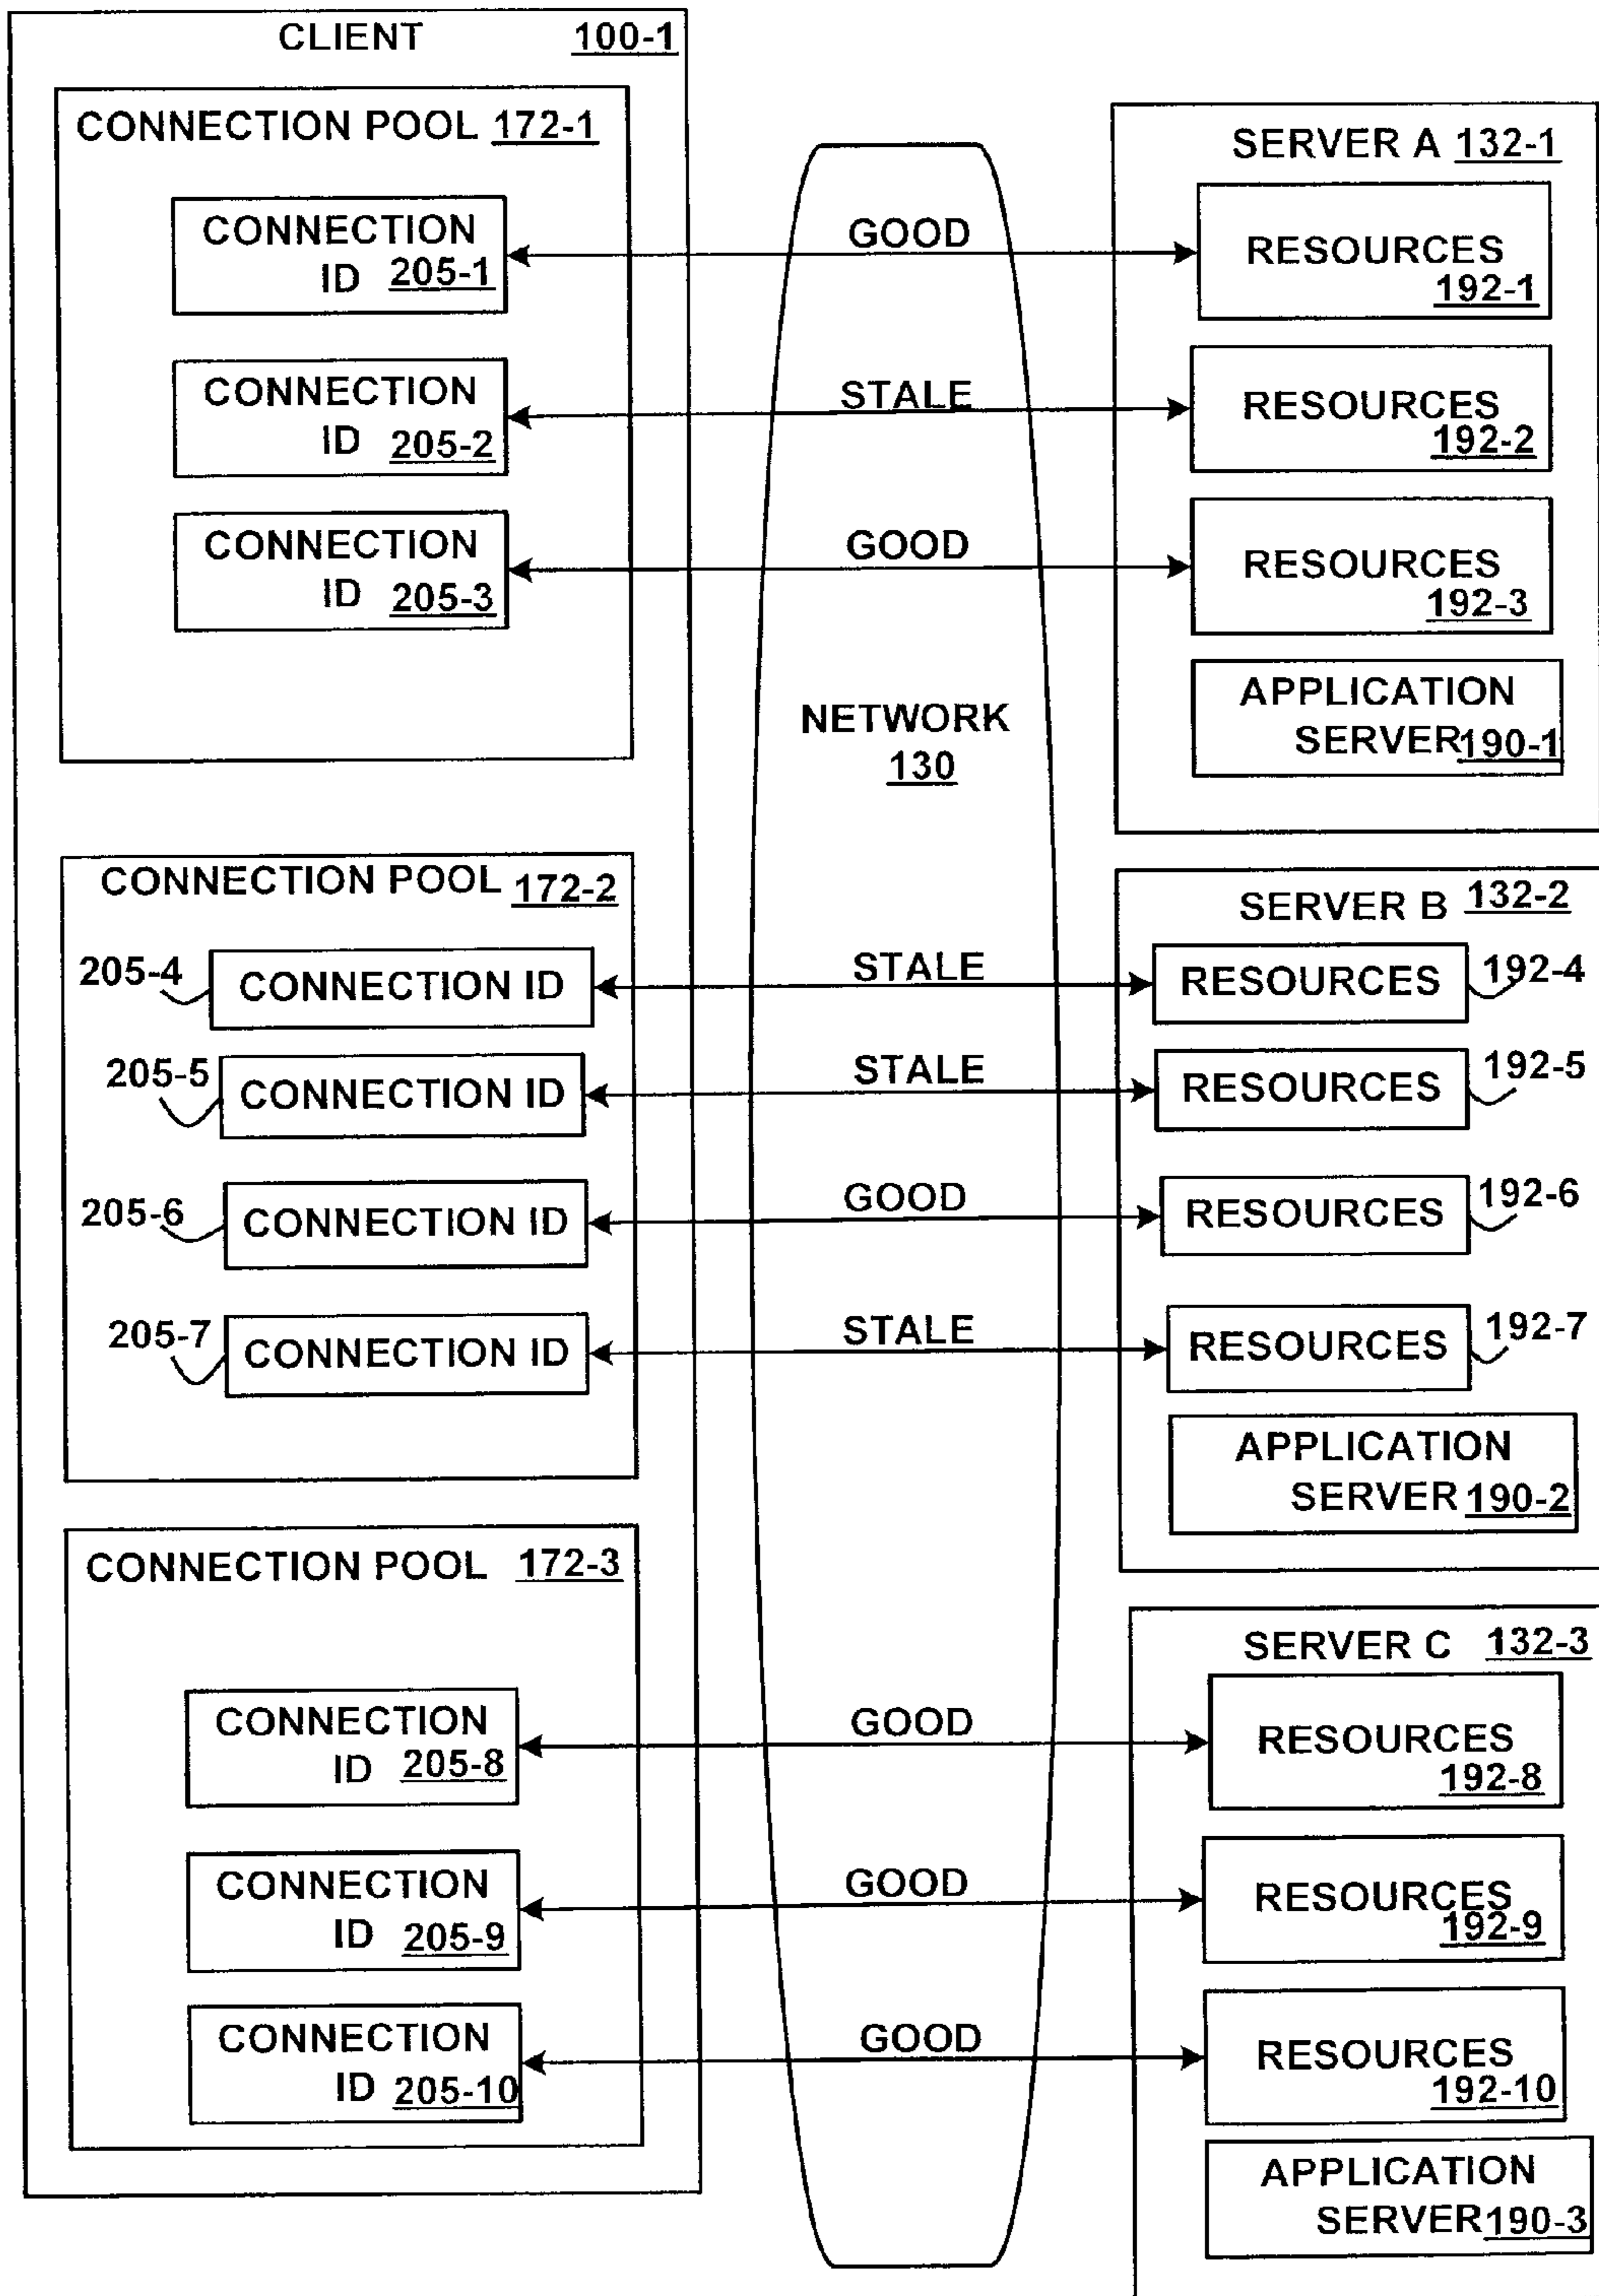 CLIENT 100-1
CONNECTION POOL 172-1
CONNECTION
ID 205-1
CONNECTION
ID 205-2
CONNECTION
ID 205-3
GOOD
STALE
GOOD
NETWORK
130
SERVER A 132-1
RESOURCES
192-1
RESOURCES
192-2
RESOURCES
192-3
APPLICATION
SERVER 190-1
CONNECTION POOL 172-2
205-4 CONNECTION ID
205-5 CONNECTION ID
205-6 CONNECTION ID
205-7 CONNECTION ID
STALE
STALE
GOOD
STALE
SERVER B 132-2
RESOURCES 192-4
RESOURCES 192-5
RESOURCES 192-6
RESOURCES 192-7
APPLICATION
SERVER 190-2
CONNECTION POOL 172-3
CONNECTION
ID 205-8
CONNECTION
ID 205-9
CONNECTION
ID 205-10
GOOD
GOOD
GOOD
SERVER C 132-3
RESOURCES
192-8
RESOURCES
192-9
RESOURCES
192-10
APPLICATION
SERVER 190-3